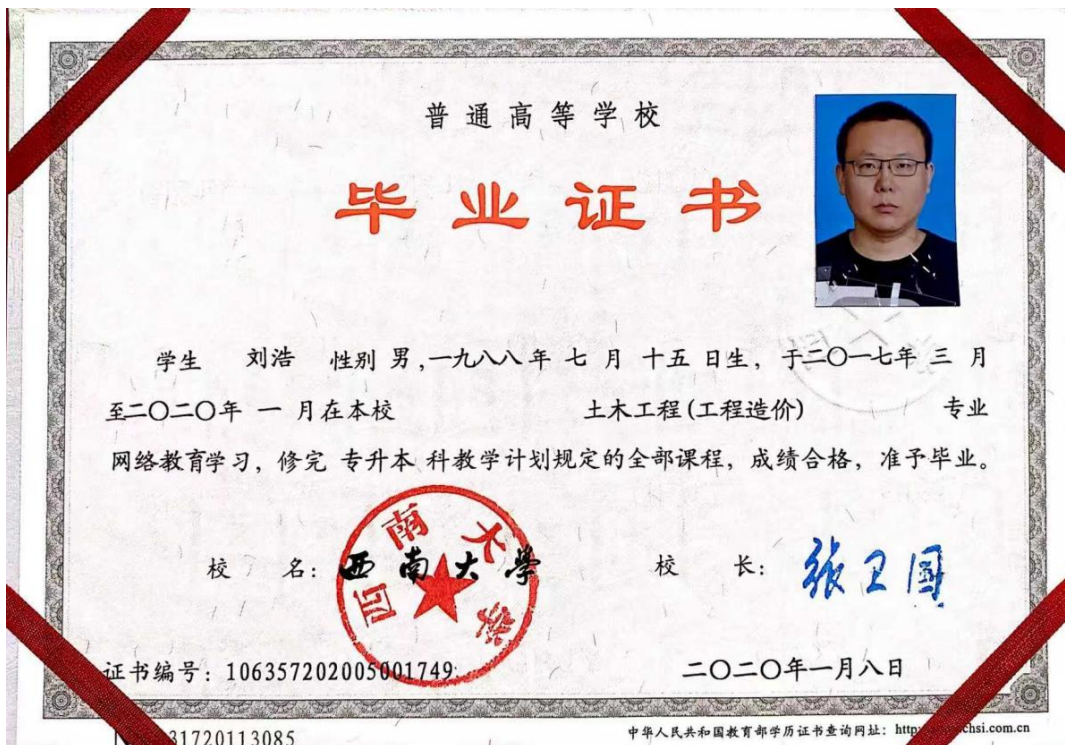 普通高等学校
毕业证书
学生 刘浩 性别 男,一九八八年 七 月 十五 日生, 于二〇一七年 三 月
至二〇二〇年 一 月在本校 土木工程(工程造价) 专业
网络教育学习, 修完 专升本 科教学计划规定的全部课程, 成绩合格, 准予毕业。
西南大学
校 名: 西南大学 校 长: 张卫国
证书编号: 106357202005001749 二〇二〇年一月八日
31720113085 中华人民共和国教育部学历证书查询网址: http chsi.com.cn